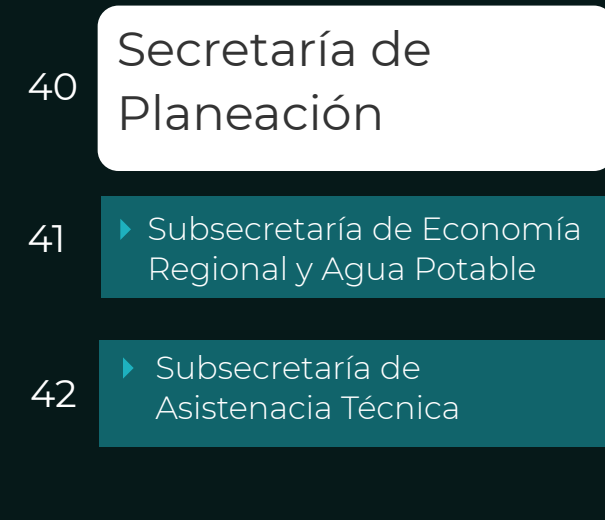 40
Secretaría de
Planeación
41
Subsecretaría de Economía
Regional y Agua Potable
42
Subsecretaría de
Asistenacia Técnica